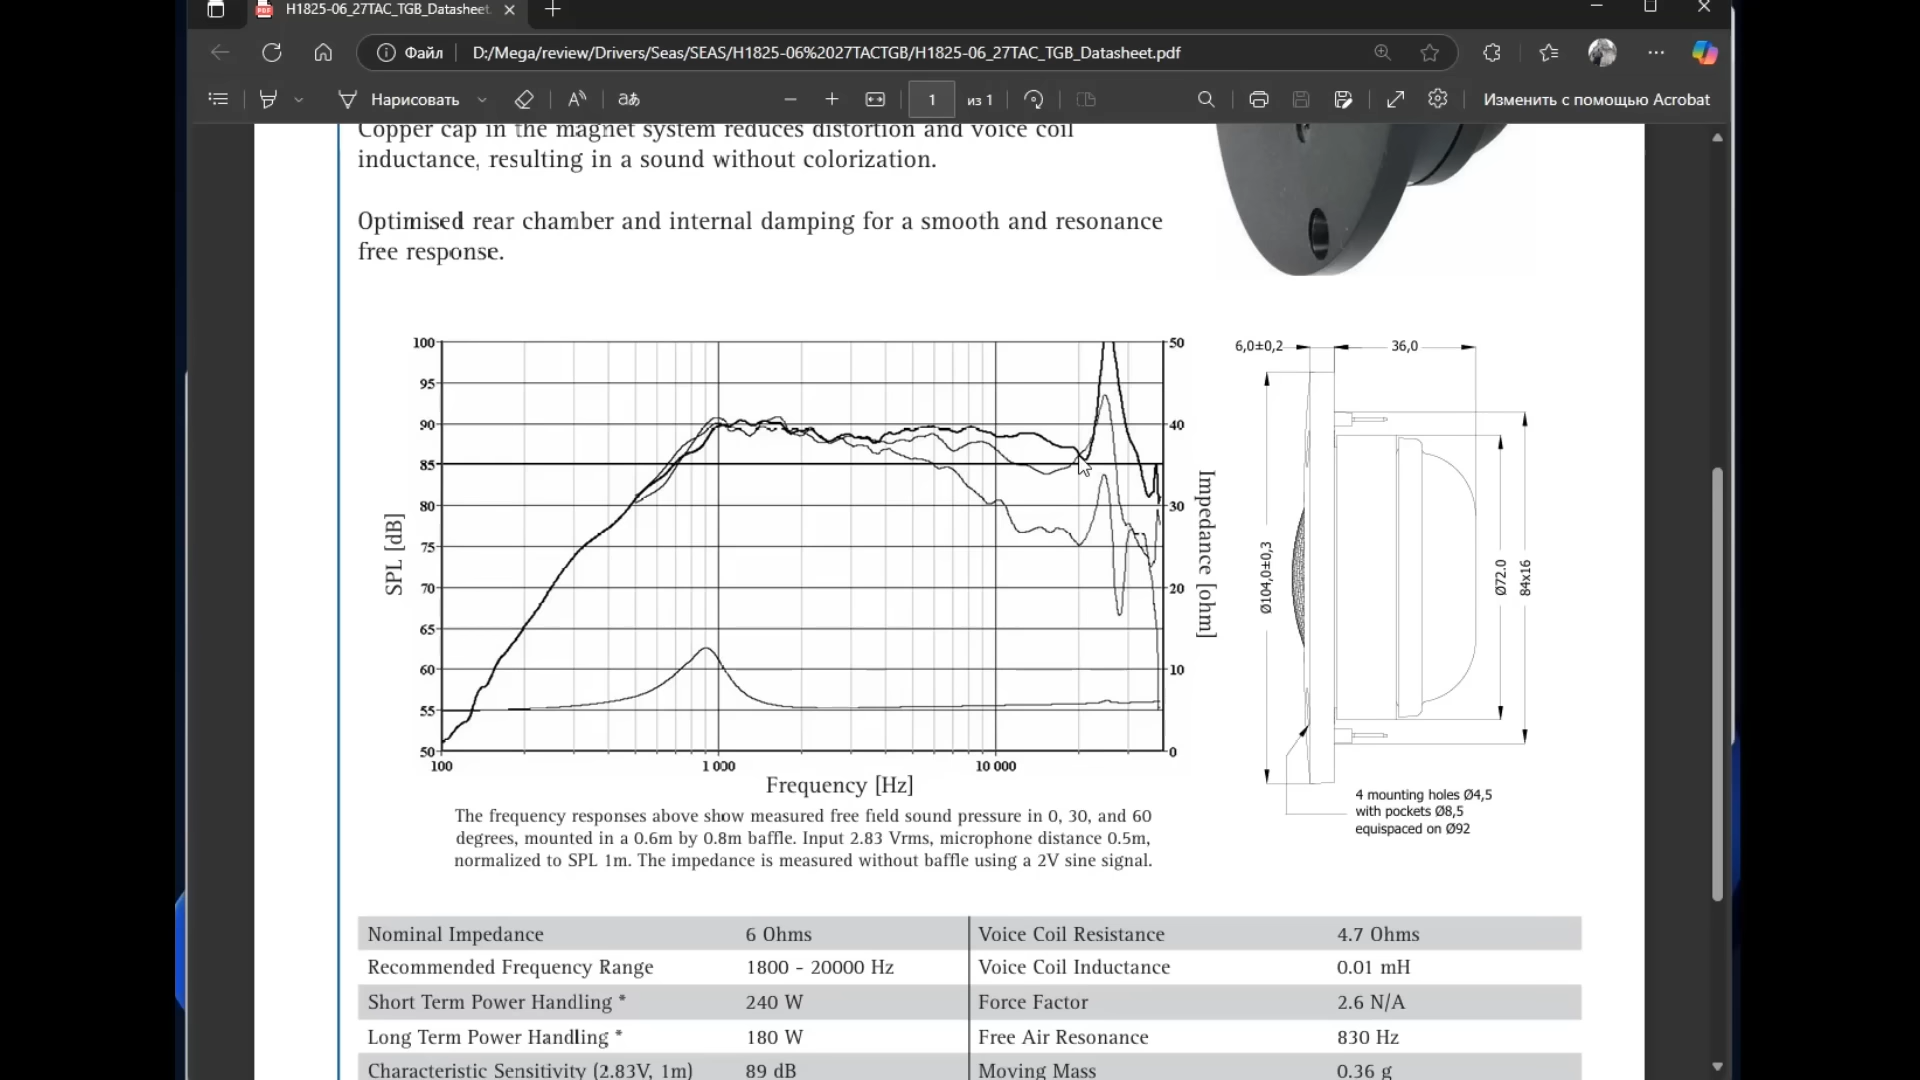 H1825-06_27TAC_TGB_Datasheet.
Файл
D:/Mega/review/Drivers/Seas/SEAS/H1825-06%2027TACTGB/H1825-06_27TAC_TGB_Datasheet.pdf
Нарисовать
A
аあ
1
из 1
Изменить с помощью Acrobat
Copper cap in the magnet system reduces distortion and voice coil
inductance, resulting in a sound without colorization.
Optimised rear chamber and internal damping for a smooth and resonance
free response.
100
95
90
85
80
75
70
65
60
55
50
SPL [dB]
50
40
30
20
10
0
Impedance [ohm]
100
1 000
10 000
Frequency [Hz]
6,0±0,2
36,0
Ø104,0±0,3
Ø72.0
84x16
4 mounting holes Ø4,5
with pockets Ø8,5
equispaced on Ø92
The frequency responses above show measured free field sound pressure in 0, 30, and 60
degrees, mounted in a 0.6m by 0.8m baffle. Input 2.83 Vrms, microphone distance 0.5m,
normalized to SPL 1m. The impedance is measured without baffle using a 2V sine signal.
Nominal Impedance 6 Ohms Voice Coil Resistance 4.7 Ohms
Recommended Frequency Range 1800 - 20000 Hz Voice Coil Inductance 0.01 mH
Short Term Power Handling * 240 W Force Factor 2.6 N/A
Long Term Power Handling * 180 W Free Air Resonance 830 Hz
Characteristic Sensitivity (2.83V, 1m) 89 dB Moving Mass 0.36 g